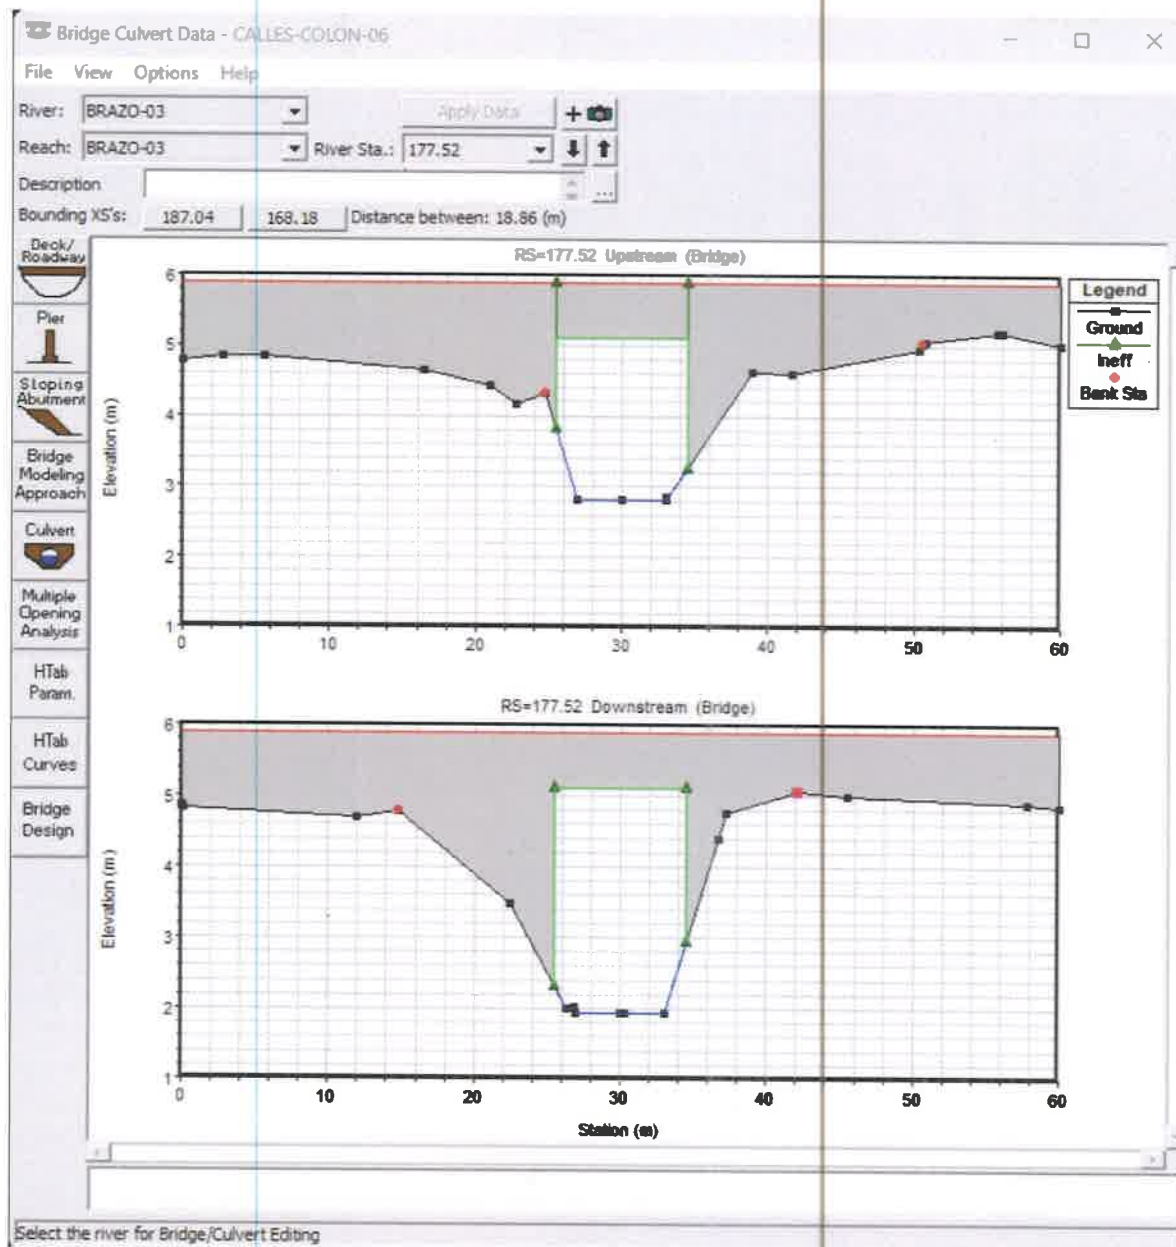 Bridge Culvert Data - CALLES-COLON-06
File View Options Help
River: BRAZO-03 Apply Data +
Reach: BRAZO-03 River Sta.: 177.52
Description ...
Bounding XS's: 187.04 168.18 Distance between: 18.86 (m)
Deck/
Roadway
Pier
Sloping
Abutment
Bridge
Modeling
Approach
Culvert
Multiple
Opening
Analysis
HTab
Param.
HTab
Curves
Bridge
Design
RS=177.52 Upstream (Bridge)
Elevation (m)
6
5
4
3
2
1
0 10 20 30 40 50 60
Legend
Ground
Ineff
Bank Sta
RS=177.52 Downstream (Bridge)
Elevation (m)
6
5
4
3
2
1
0 10 20 30 40 50 60
Station (m)
Select the river for Bridge/Culvert Editing